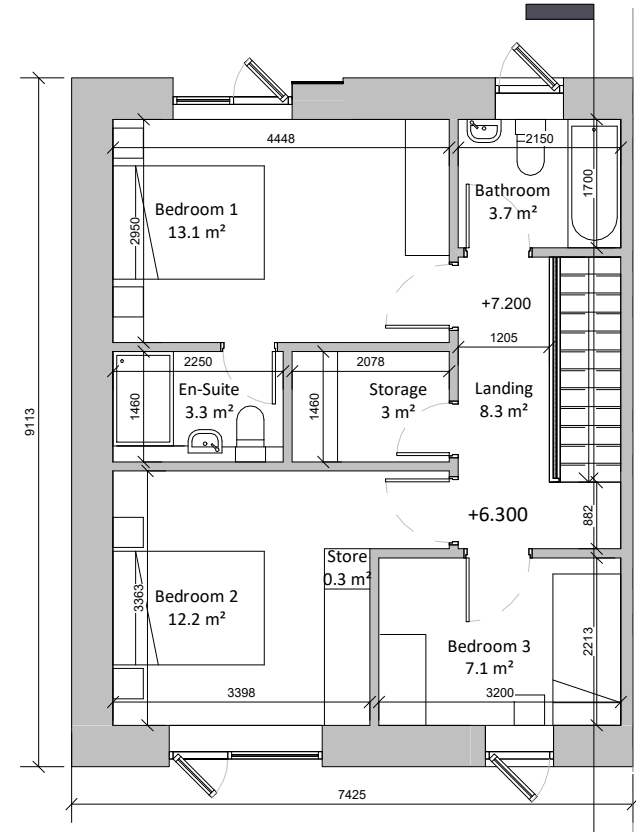 4448
2150
Bedroom 1
13.1 m²
2950
Bathroom
3.7 m²
1700
+7.200
1205
2250
2078
En-Suite
3.3 m²
1460
Storage
3 m²
1460
Landing
8.3 m²
9113
+6.300
882
Store
0.3 m²
Bedroom 2
12.2 m²
3363
Bedroom 3
7.1 m²
2213
3398
3200
7425